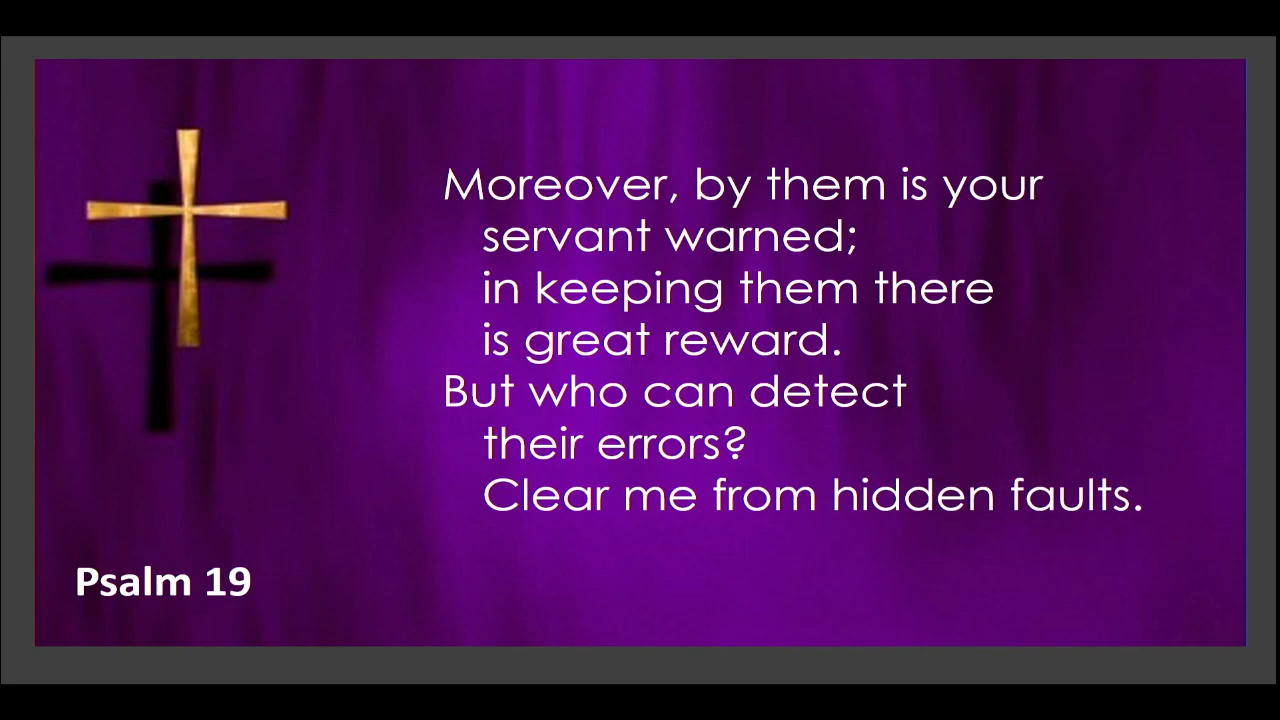 Moreover, by them is your
servant warned;
in keeping them there
is great reward.
But who can detect
their errors?
Clear me from hidden faults.
Psalm 19